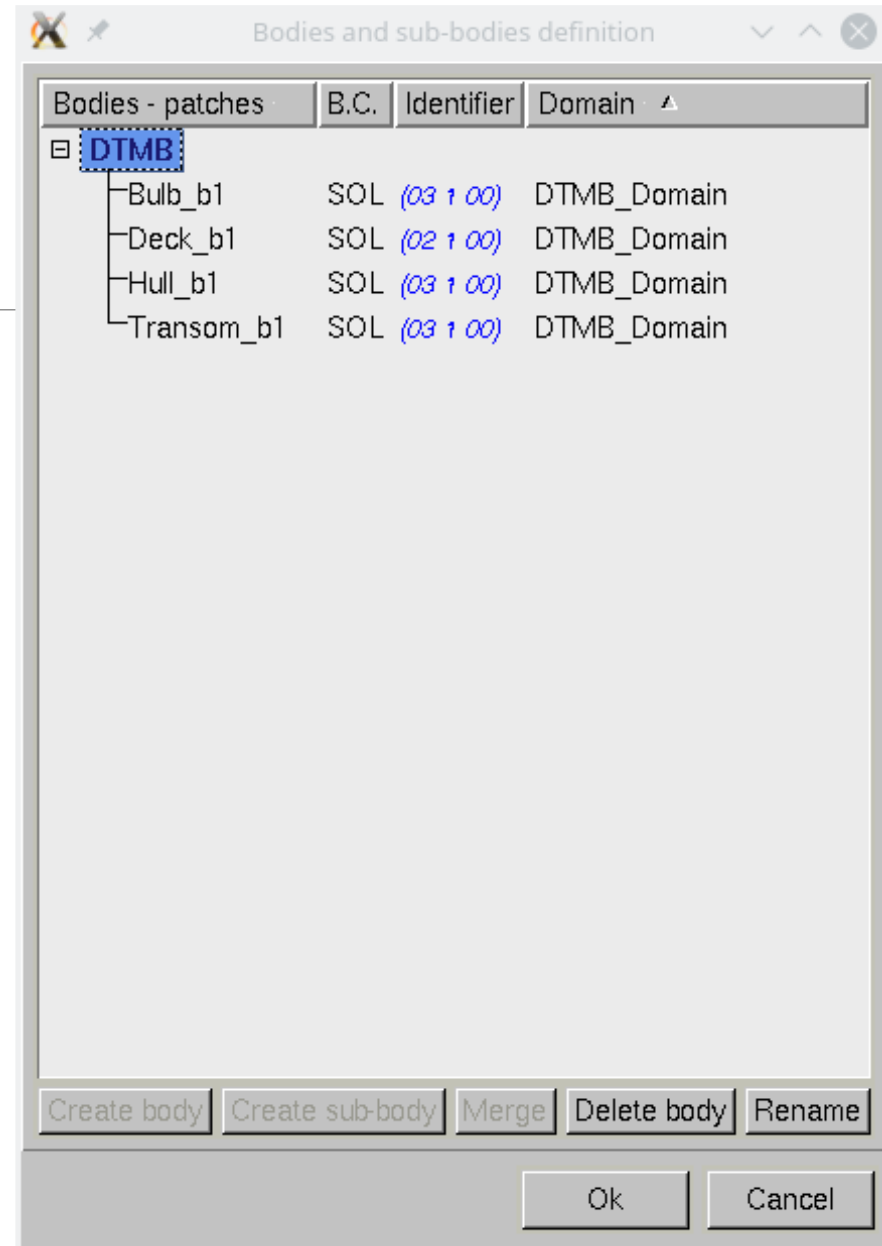 Bodies and sub-bodies definition
Bodies - patches B.C. Identifier Domain
DTMB
Bulb_b1 SOL (03 1 00) DTMB_Domain
Deck_b1 SOL (02 1 00) DTMB_Domain
Hull_b1 SOL (03 1 00) DTMB_Domain
Transom_b1 SOL (03 1 00) DTMB_Domain
Create body Create sub-body Merge Delete body Rename
Ok Cancel